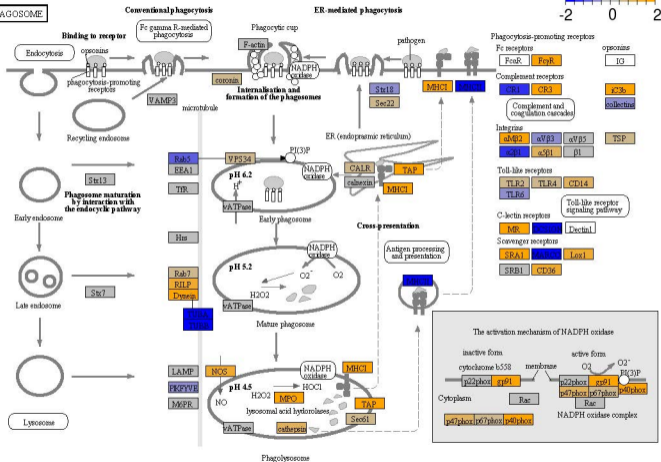 AGOSOME
-2 0 2
Conventional phagocytosis
ER-mediated phagocytosis
Binding to receptor
opsonins
Fc gamma R-mediated
phagocytosis
Phagocytic cup
F-actin
NADPH
oxidase
coronin
pathogen
Endocytosis
phagocytosis-promoting
receptors
VAMP3
microtubule
Internalisation and
formation of the phagosomes
Stx18
Sec22
MHCI
Recycling endosome
ER (endopramic reticulum)
Rab5
EEA1
TfR
VPS34
PI(3)P
pH 6.2
H+
NADPH
oxidase
vATPase
CALR
calnexin
TAP
MHCI
Stx13
Phagosome maturation
by interaction with
the endocyclic pathway
Early endosome
Early phagosome
Cross-presentation
Hrs
Rab7
RILP
Dynein
Stx7
Late endosome
pH 5.2
NADPH
oxidase
O2-
O2
H2O2
vATPase
Mature phagosome
Antigen processing
and presentation
LAMP
PIKFYVE
M6PR
NOS
NO
pH 4.5
H2O2
MPO
HOCl
NADPH
oxidase
MHCI
lysosomal acid hydorolases
TAP
vATPase
cathepsin
Sec61
Lysosome
Phagolysosome
Phagocytosis-promoting receptors
Fc receptors
opsonins
FcαR
FcγR
IG
Complement receptors
CR1
CR3
iC3b
collectins
Complement and
coagulation cascades
Integrins
αMβ2
αVβ3
αVβ5
TSP
α2β1
α5β1
β1
Toll-like receptors
TLR2
TLR4
CD14
TLR6
Toll-like receptor
signaling pathway
C-lectin receptors
MR
Dectin1
Scavenger receptors
SRA1
Lox1
SRB1
CD36
The activation mechanism of NADPH oxidase
inactive form
active form
cytochrome b558
membrane
O2
O2-
PI(3)P
p22phox
gp91
p22phox
gp91
p40phox
p47phox
p67phox
Cytoplasm
Rac
Rac
p47phox
p67phox
p40phox
NADPH oxidase complex